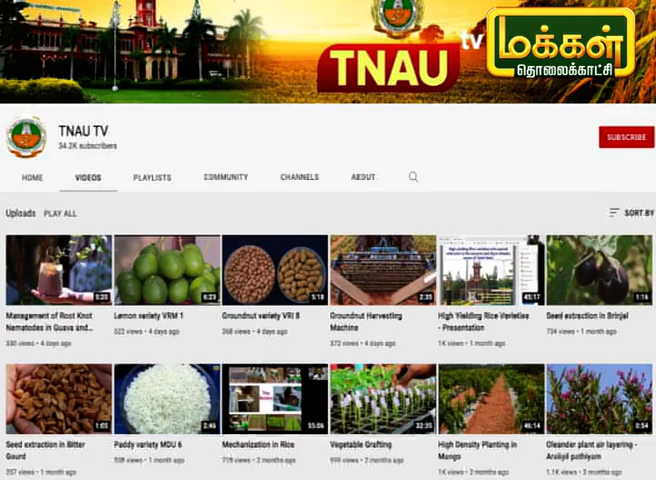 TNAU tv
மக்கள்
தொலைக்காட்சி
TNAU TV
34.2K subscribers
SUBSCRIBE
HOME VIDEOS PLAYLISTS COMMUNITY CHANNELS ABOUT
Uploads PLAY ALL SORT BY
5:20 6:23 5:18 2:35 45:17 1:16
Management of Root Knot Nematodes in Guava and... Lemon variety VRM 1 Groundnut variety VRI 8 Groundnut Harvesting Machine High Yielding Rice Varieties - Presentation Seed extraction in Brinjal
330 views • 4 days ago 522 views • 4 days ago 368 views • 4 days ago 372 views • 4 days ago 1K views • 1 month ago 734 views • 1 month ago
1:05 2:46 55:06 32:35 46:14 0:54
Seed extraction in Bitter Gourd Paddy variety MDU 6 Mechanization in Rice Vegetable Grafting High Density Planting in Mango Oleander plant air layering - Aralijil pathiyam
257 views • 1 month ago 508 views • 1 month ago 719 views • 2 months ago 999 views • 2 months ago 1K views • 2 months ago 1.1K views • 3 months ago